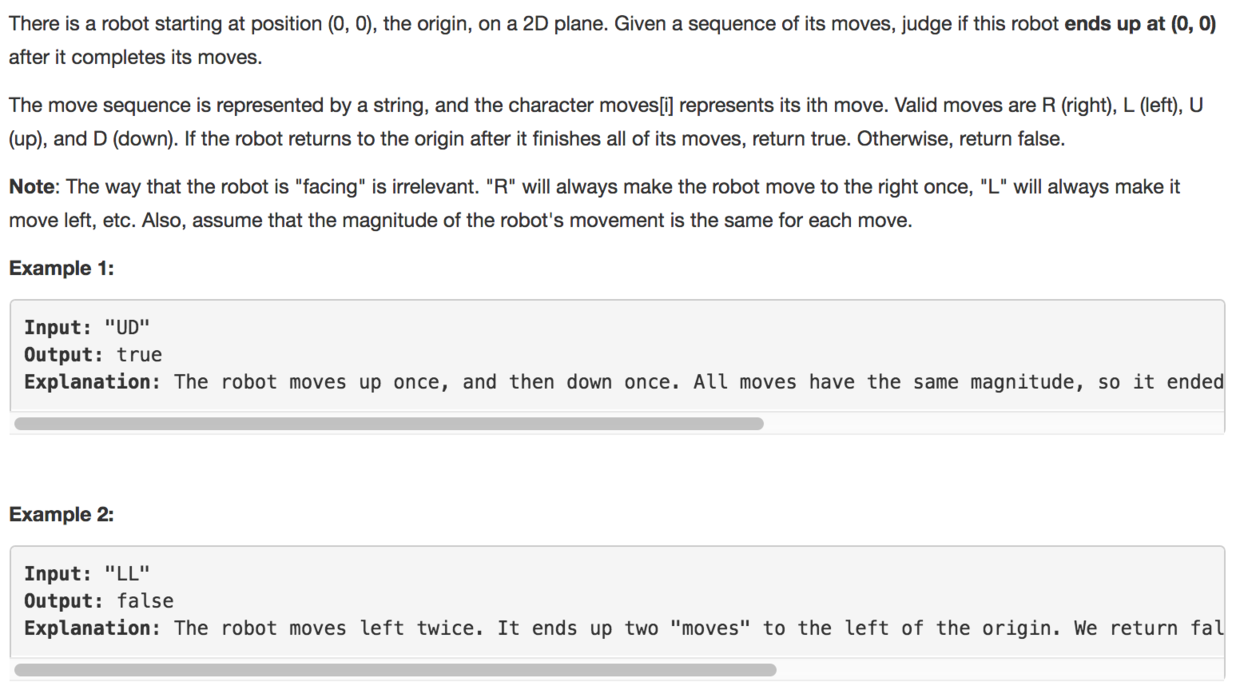 There is a robot starting at position (0, 0), the origin, on a 2D plane. Given a sequence of its moves, judge if this robot ends up at (0, 0)
after it completes its moves.
The move sequence is represented by a string, and the character moves[i] represents its ith move. Valid moves are R (right), L (left), U
(up), and D (down). If the robot returns to the origin after it finishes all of its moves, return true. Otherwise, return false.
Note: The way that the robot is "facing" is irrelevant. "R" will always make the robot move to the right once, "L" will always make it
move left, etc. Also, assume that the magnitude of the robot's movement is the same for each move.
Example 1:
Input: "UD"
Output: true
Explanation: The robot moves up once, and then down once. All moves have the same magnitude, so it ended
Example 2:
Input: "LL"
Output: false
Explanation: The robot moves left twice. It ends up two "moves" to the left of the origin. We return fal